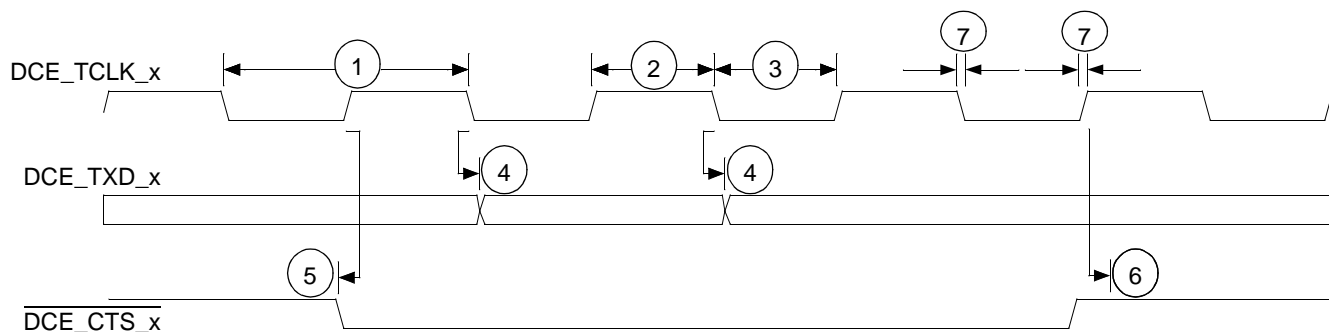 7 7
DCE_TCLK_x 1 2 3
DCE_TXD_x 4 4
5 6
DCE_CTS_x